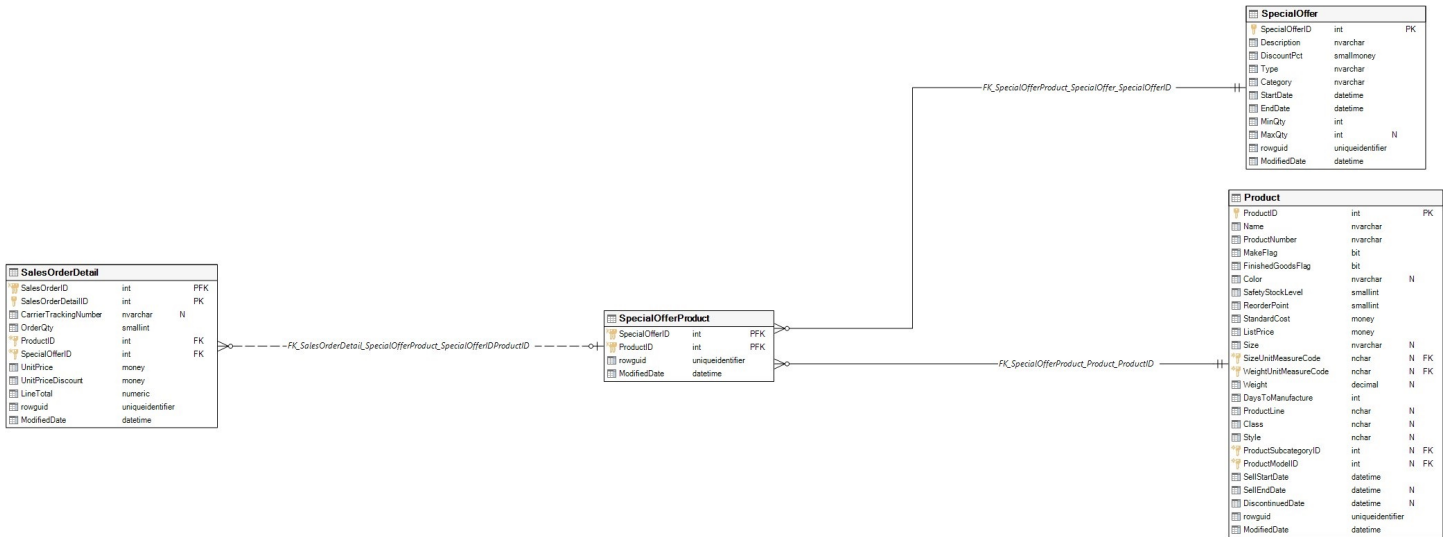 SpecialOffer
SpecialOfferID int PK
Description nvarchar
DiscountPct smallmoney
Type nvarchar
Category nvarchar
StartDate datetime
EndDate datetime
MinQty int
MaxQty int N
rowguid uniqueidentifier
ModifiedDate datetime
FK_SpecialOfferProduct_SpecialOffer_SpecialOfferID
Product
ProductID int PK
Name nvarchar
ProductNumber nvarchar
MakeFlag bit
FinishedGoodsFlag bit
Color nvarchar N
SafetyStockLevel smallint
ReorderPoint smallint
StandardCost money
ListPrice money
Size nvarchar N
SizeUnitMeasureCode nchar N FK
WeightUnitMeasureCode nchar N FK
Weight decimal N
DaysToManufacture int
ProductLine nchar N
Class nchar N
Style nchar N
ProductSubcategoryID int N FK
ProductModelID int N FK
SellStartDate datetime
SellEndDate datetime N
DiscontinuedDate datetime N
rowguid uniqueidentifier
ModifiedDate datetime
SalesOrderDetail
SalesOrderID int PFK
SalesOrderDetailID int PK
CarrierTrackingNumber nvarchar N
OrderQty smallint
ProductID int FK
SpecialOfferID int FK
UnitPrice money
UnitPriceDiscount money
LineTotal numeric
rowguid uniqueidentifier
ModifiedDate datetime
FK_SalesOrderDetail_SpecialOfferProduct_SpecialOfferIDProductID
SpecialOfferProduct
SpecialOfferID int PFK
ProductID int PFK
rowguid uniqueidentifier
ModifiedDate datetime
FK_SpecialOfferProduct_Product_ProductID